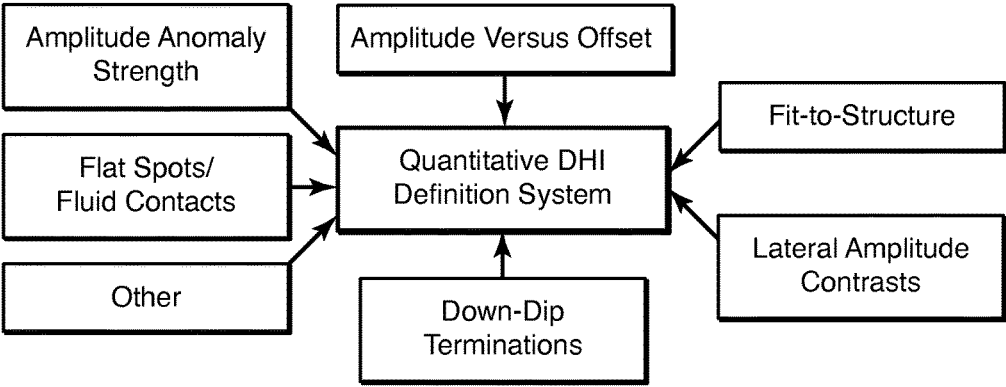 Amplitude Anomaly
Strength
Amplitude Versus Offset
Fit-to-Structure
Flat Spots/
Fluid Contacts
Quantitative DHI
Definition System
Lateral Amplitude
Contrasts
Other
Down-Dip
Terminations